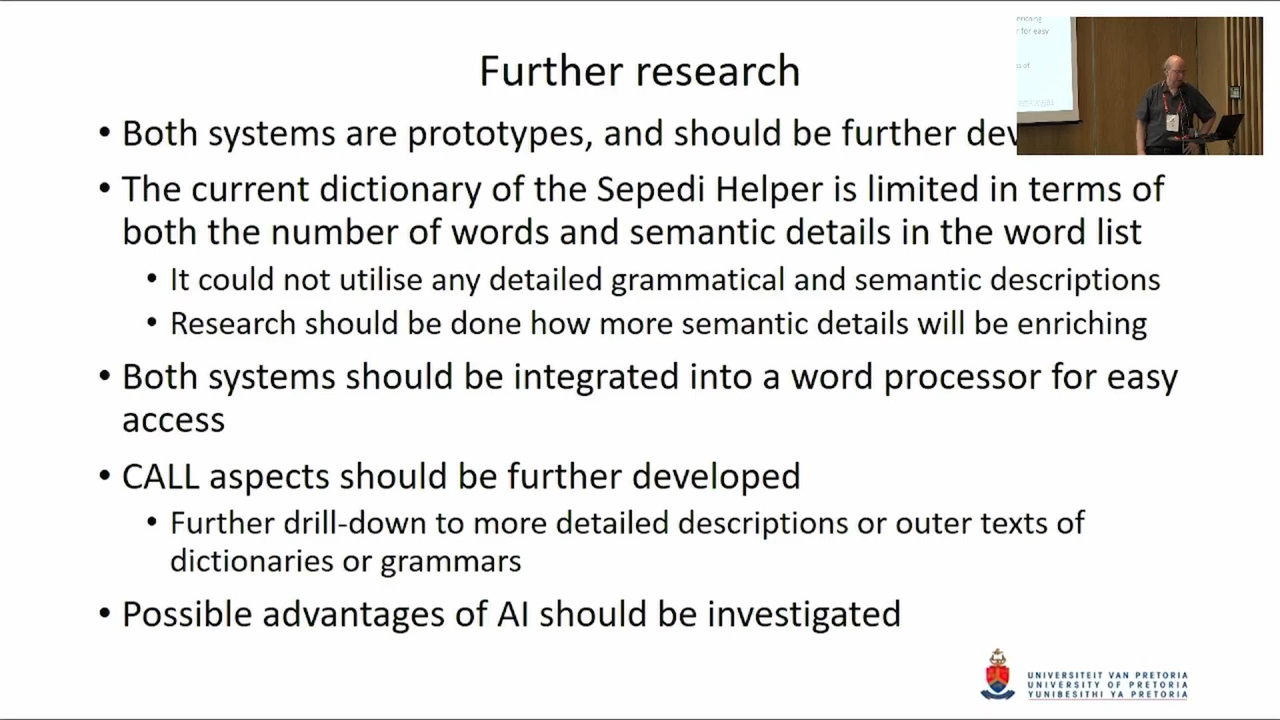 Further research
• Both systems are prototypes, and should be further dev
• The current dictionary of the Sepedi Helper is limited in terms of
both the number of words and semantic details in the word list
• It could not utilise any detailed grammatical and semantic descriptions
• Research should be done how more semantic details will be enriching
• Both systems should be integrated into a word processor for easy
access
• CALL aspects should be further developed
• Further drill-down to more detailed descriptions or outer texts of
dictionaries or grammars
• Possible advantages of AI should be investigated
UNIVERSITEIT VAN PRETORIA
UNIVERSITY OF PRETORIA
YUNIBESITHI YA PRETORIA